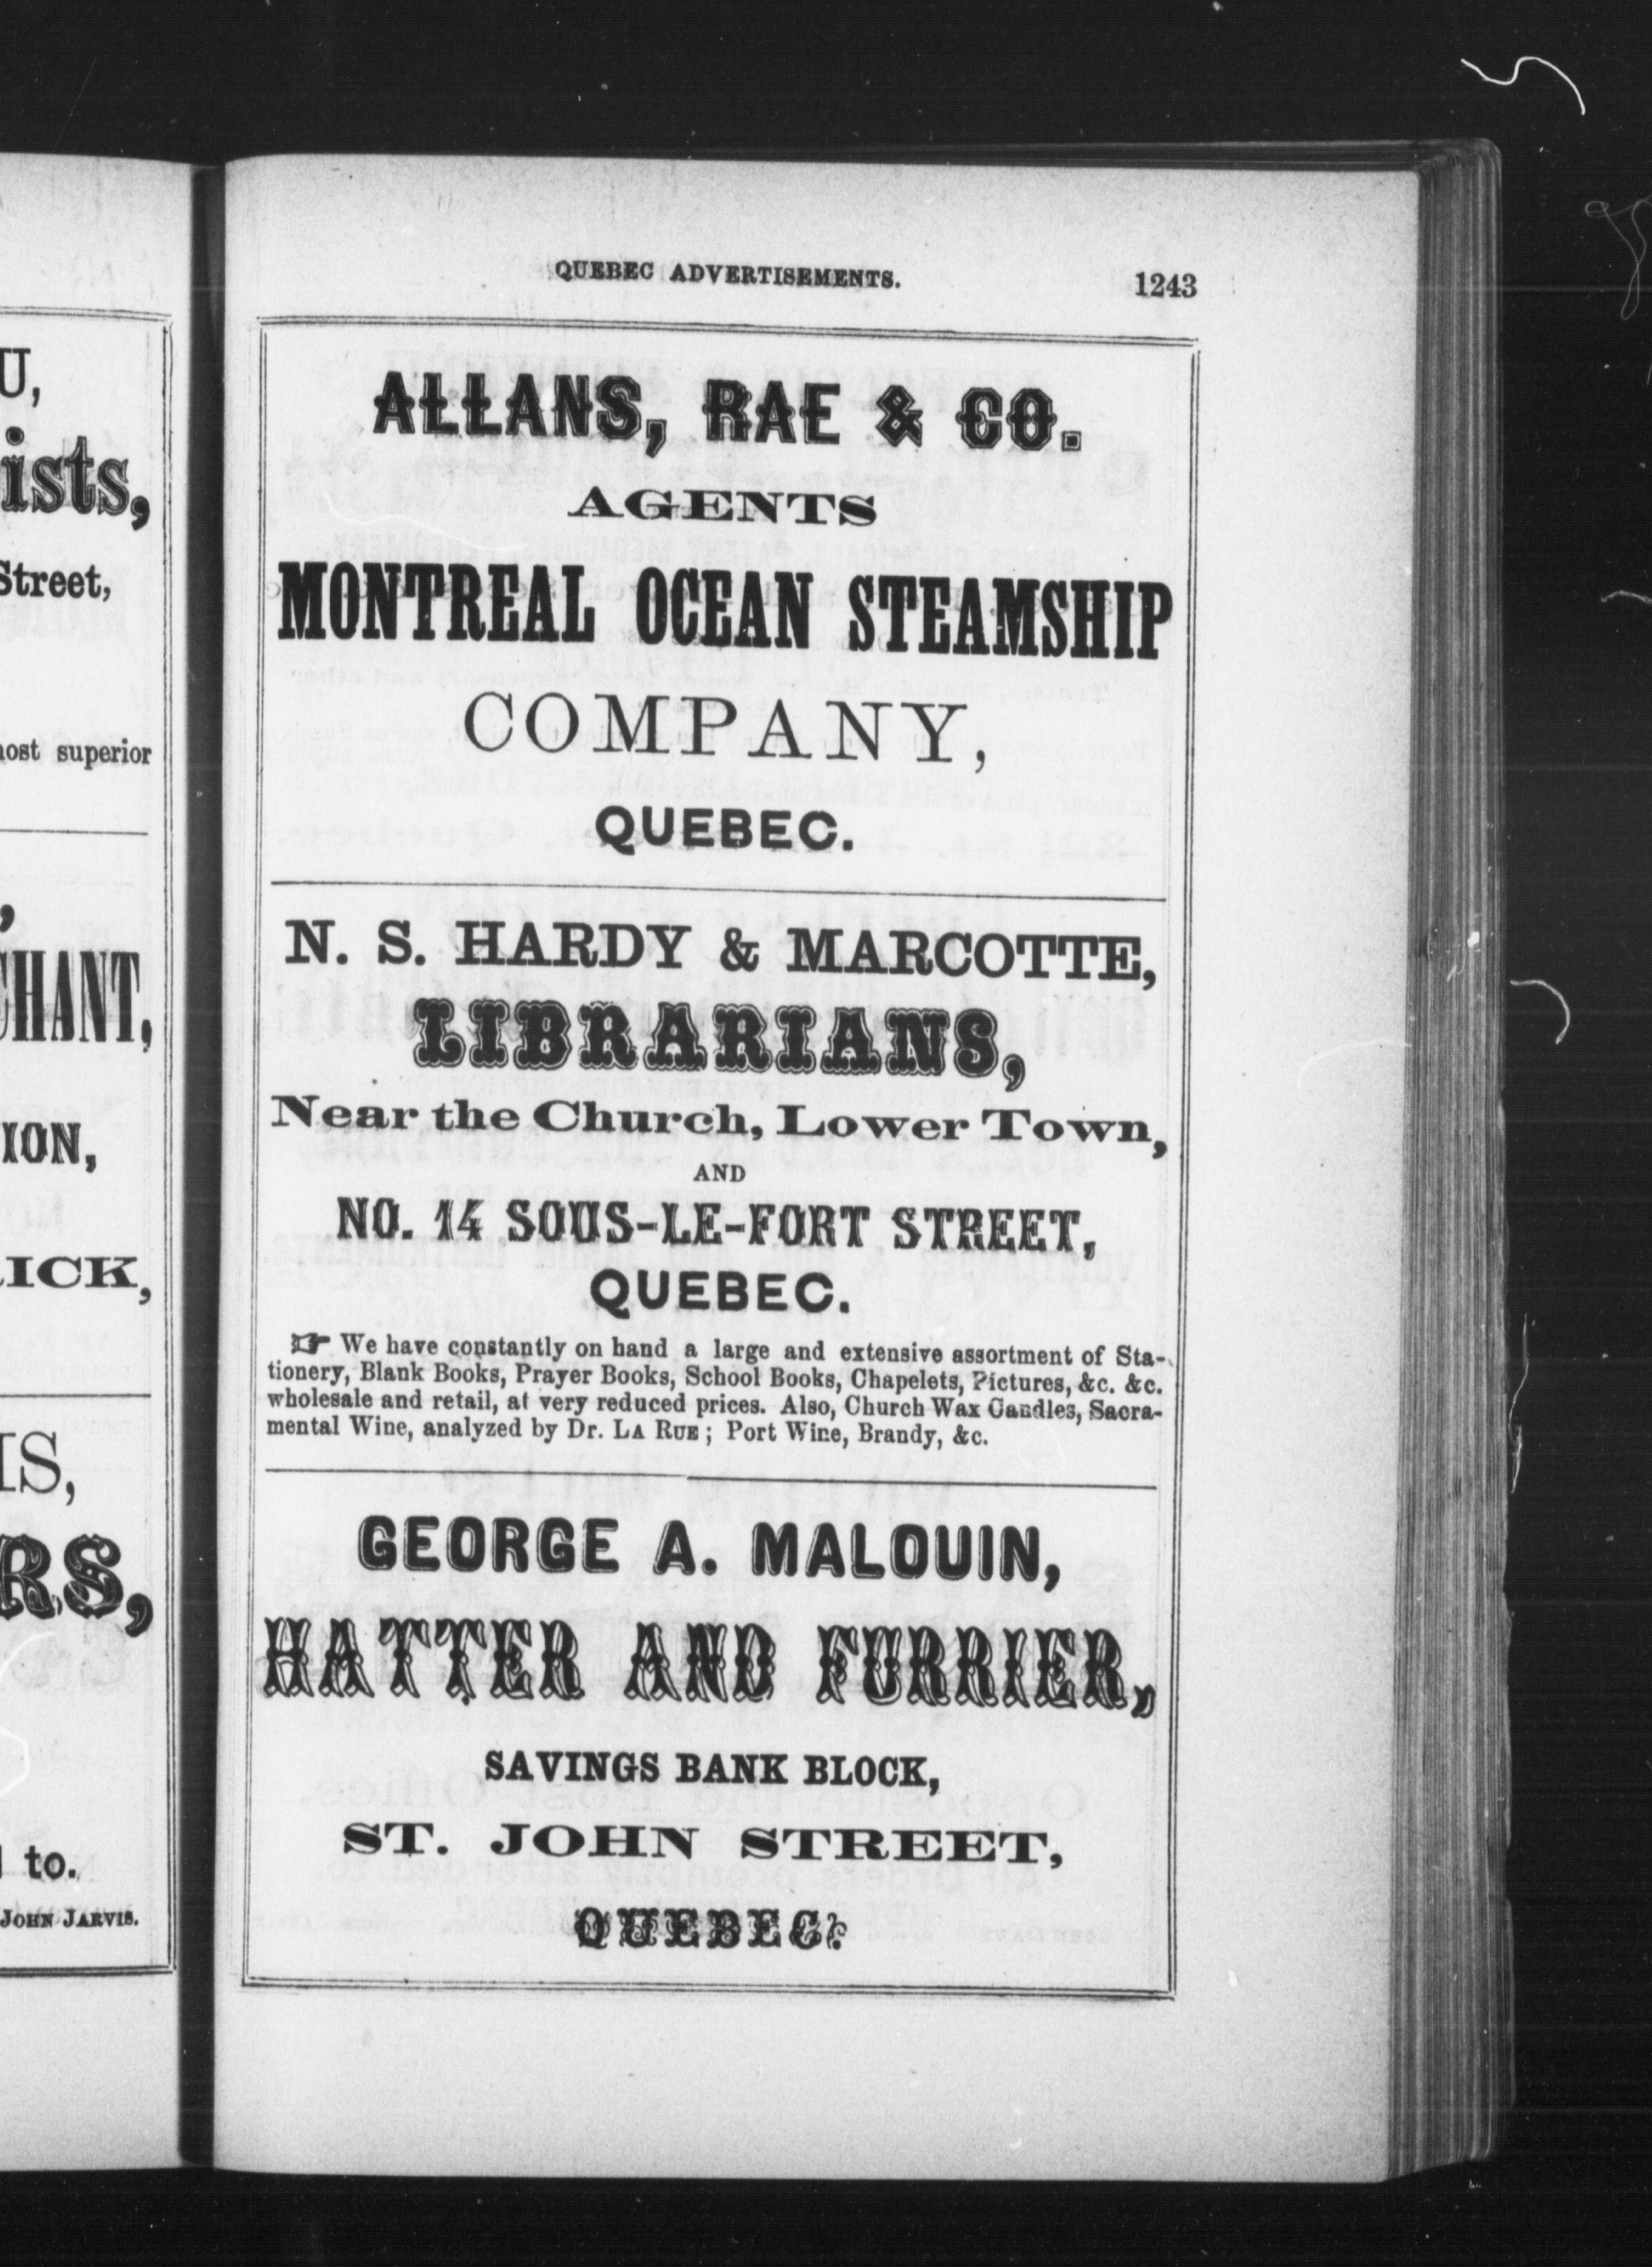 U,
ists,
Street,
most superior
CHANT,
ION,
RICK,
IS,
RS,
to.
JOHN JARVIS.
QUEBEC ADVERTISEMENTS. 1243
ALLANS, RAE & CO.
AGENTS
MONTREAL OCEAN STEAMSHIP
COMPANY,
QUEBEC.
N. S. HARDY & MARCOTTE,
LIBRARIANS,
Near the Church, Lower Town,
AND
NO. 14 SOUS-LE-FORT STREET,
QUEBEC.
☞ We have constantly on hand a large and extensive assortment of Sta-
tionery, Blank Books, Prayer Books, School Books, Chapelets, Pictures, &c. &c.
wholesale and retail, at very reduced prices. Also, Church Wax Candles, Sacra-
mental Wine, analyzed by Dr. LA RUE; Port Wine, Brandy, &c.
GEORGE A. MALOUIN,
HATTER AND FURRIER,
SAVINGS BANK BLOCK,
ST. JOHN STREET,
QUEBEC.